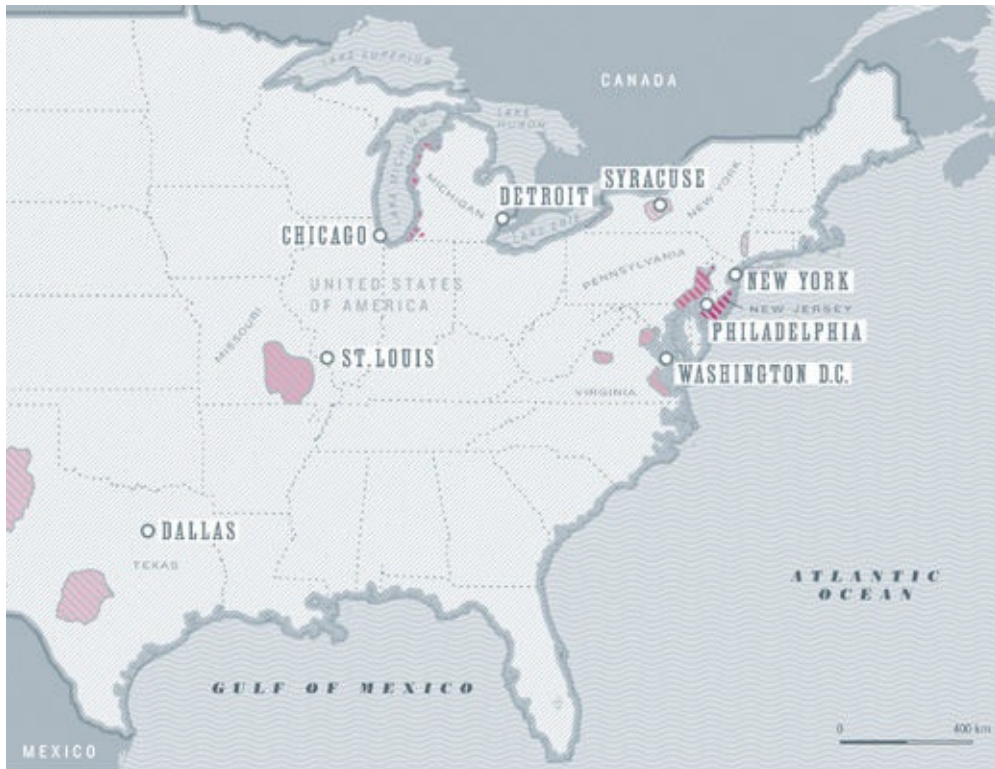 LAKE SUPERIOR
CANADA
LAKE
HURON
LAKE MICHIGAN
MICHIGAN
DETROIT
SYRACUSE
NEW YORK
CHICAGO
LAKE ERIE
PENNSYLVANIA
UNITED STATES
OF AMERICA
NEW YORK
NEW JERSEY
MISSOURI
PHILADELPHIA
ST.LOUIS
WASHINGTON D.C.
VIRGINIA
DALLAS
TEXAS
ATLANTIC
OCEAN
GULF OF MEXICO
0 400 km
MEXICO